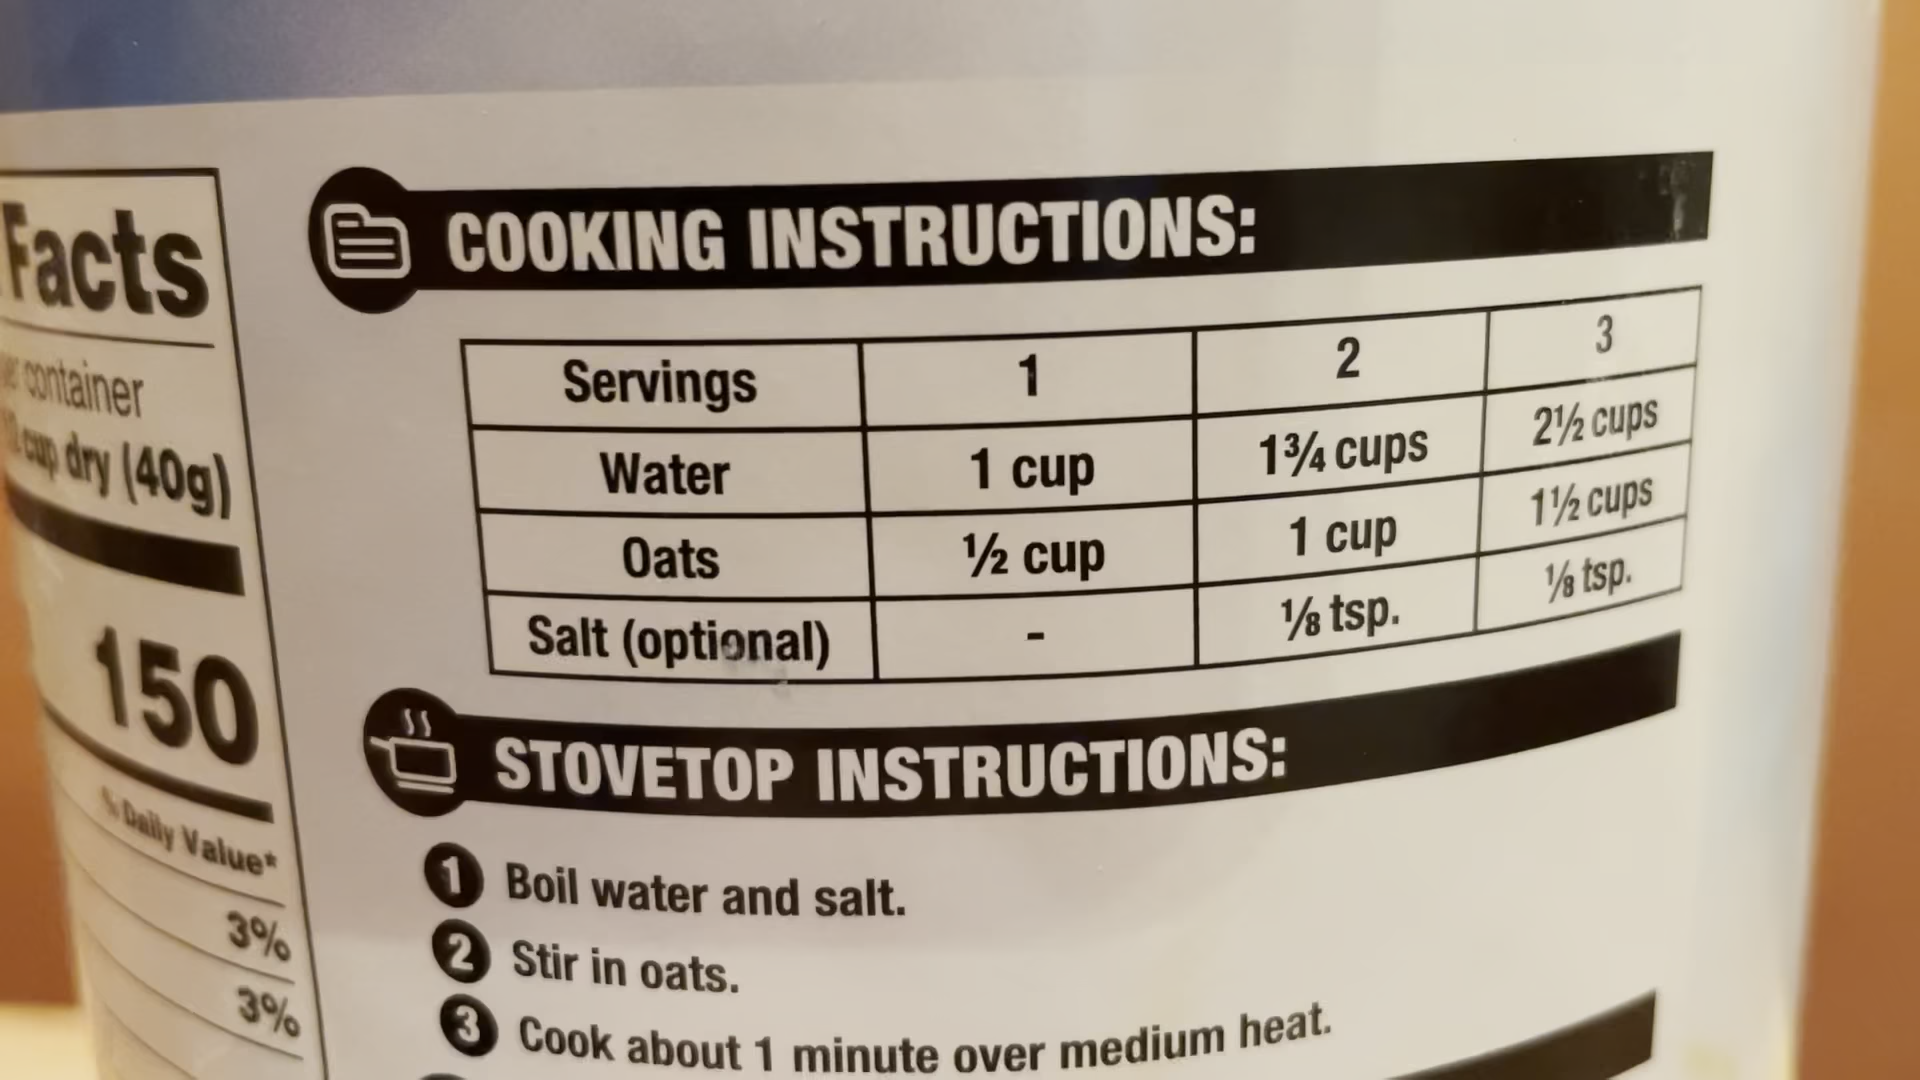 Facts
container
cup dry (40g)
150
% Daily Value*
3%
3%
COOKING INSTRUCTIONS:
Servings 1 2 3
Water 1 cup 1¾ cups 2½ cups
Oats ½ cup 1 cup 1½ cups
Salt (optional) - ⅛ tsp. ⅛ tsp.
STOVETOP INSTRUCTIONS:
1 Boil water and salt.
2 Stir in oats.
3 Cook about 1 minute over medium heat.